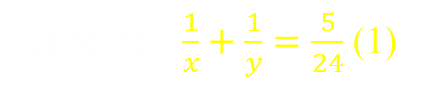 1/x + 1/y = 5/24 (1)